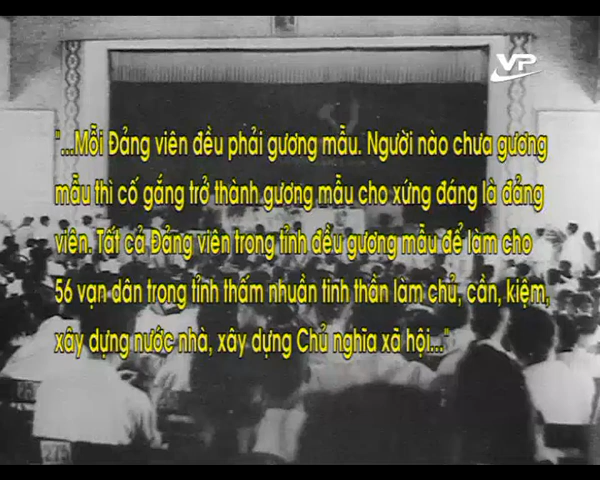 VP
"...Mỗi Đảng viên đều phải gương mẫu. Người nào chưa gương
mẫu thì cố gắng trở thành gương mẫu cho xứng đáng là đảng
viên. Tất cả Đảng viên trong tỉnh đều gương mẫu để làm cho
56 vạn dân trong tỉnh thấm nhuần tinh thần làm chủ, cần, kiệm,
xây dựng nước nhà, xây dựng Chủ nghĩa xã hội..."
275